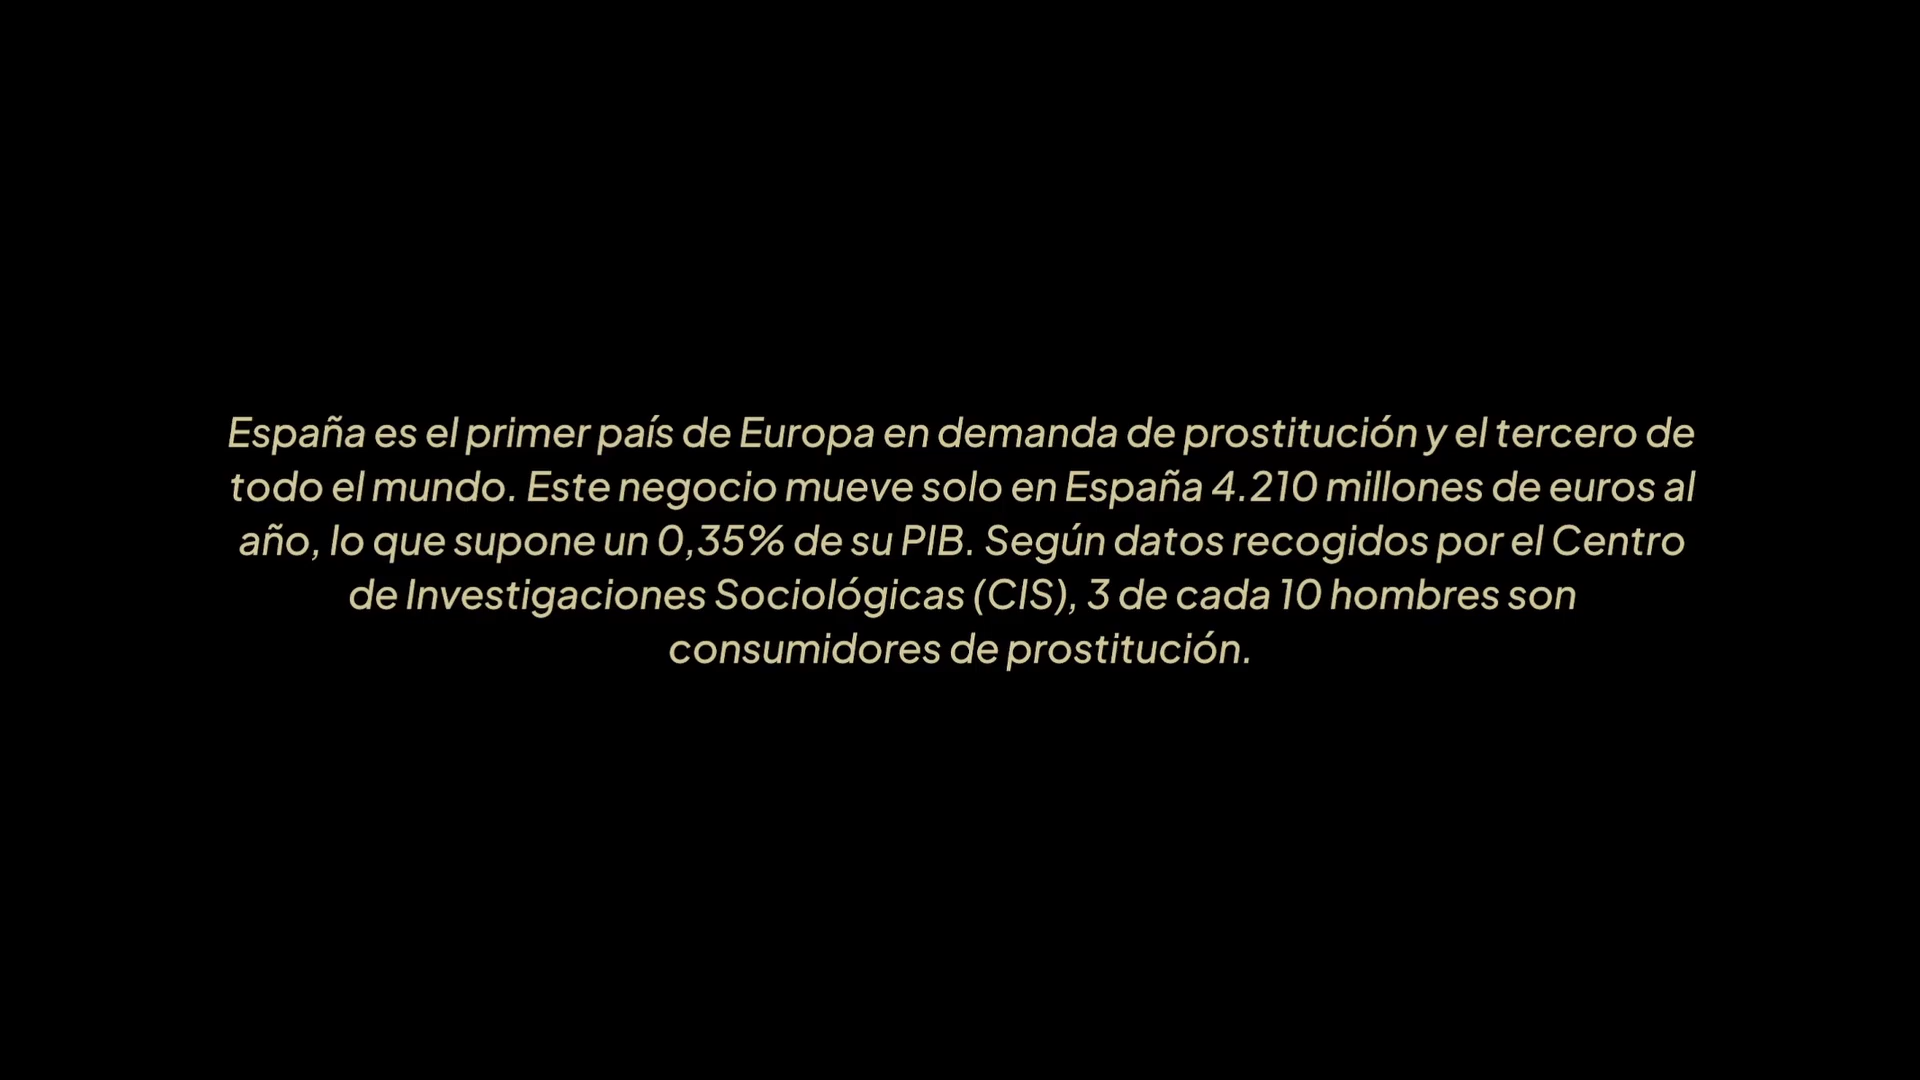 España es el primer país de Europa en demanda de prostitución y el tercero de
todo el mundo. Este negocio mueve solo en España 4.210 millones de euros al
año, lo que supone un 0,35% de su PIB. Según datos recogidos por el Centro
de Investigaciones Sociológicas (CIS), 3 de cada 10 hombres son
consumidores de prostitución.